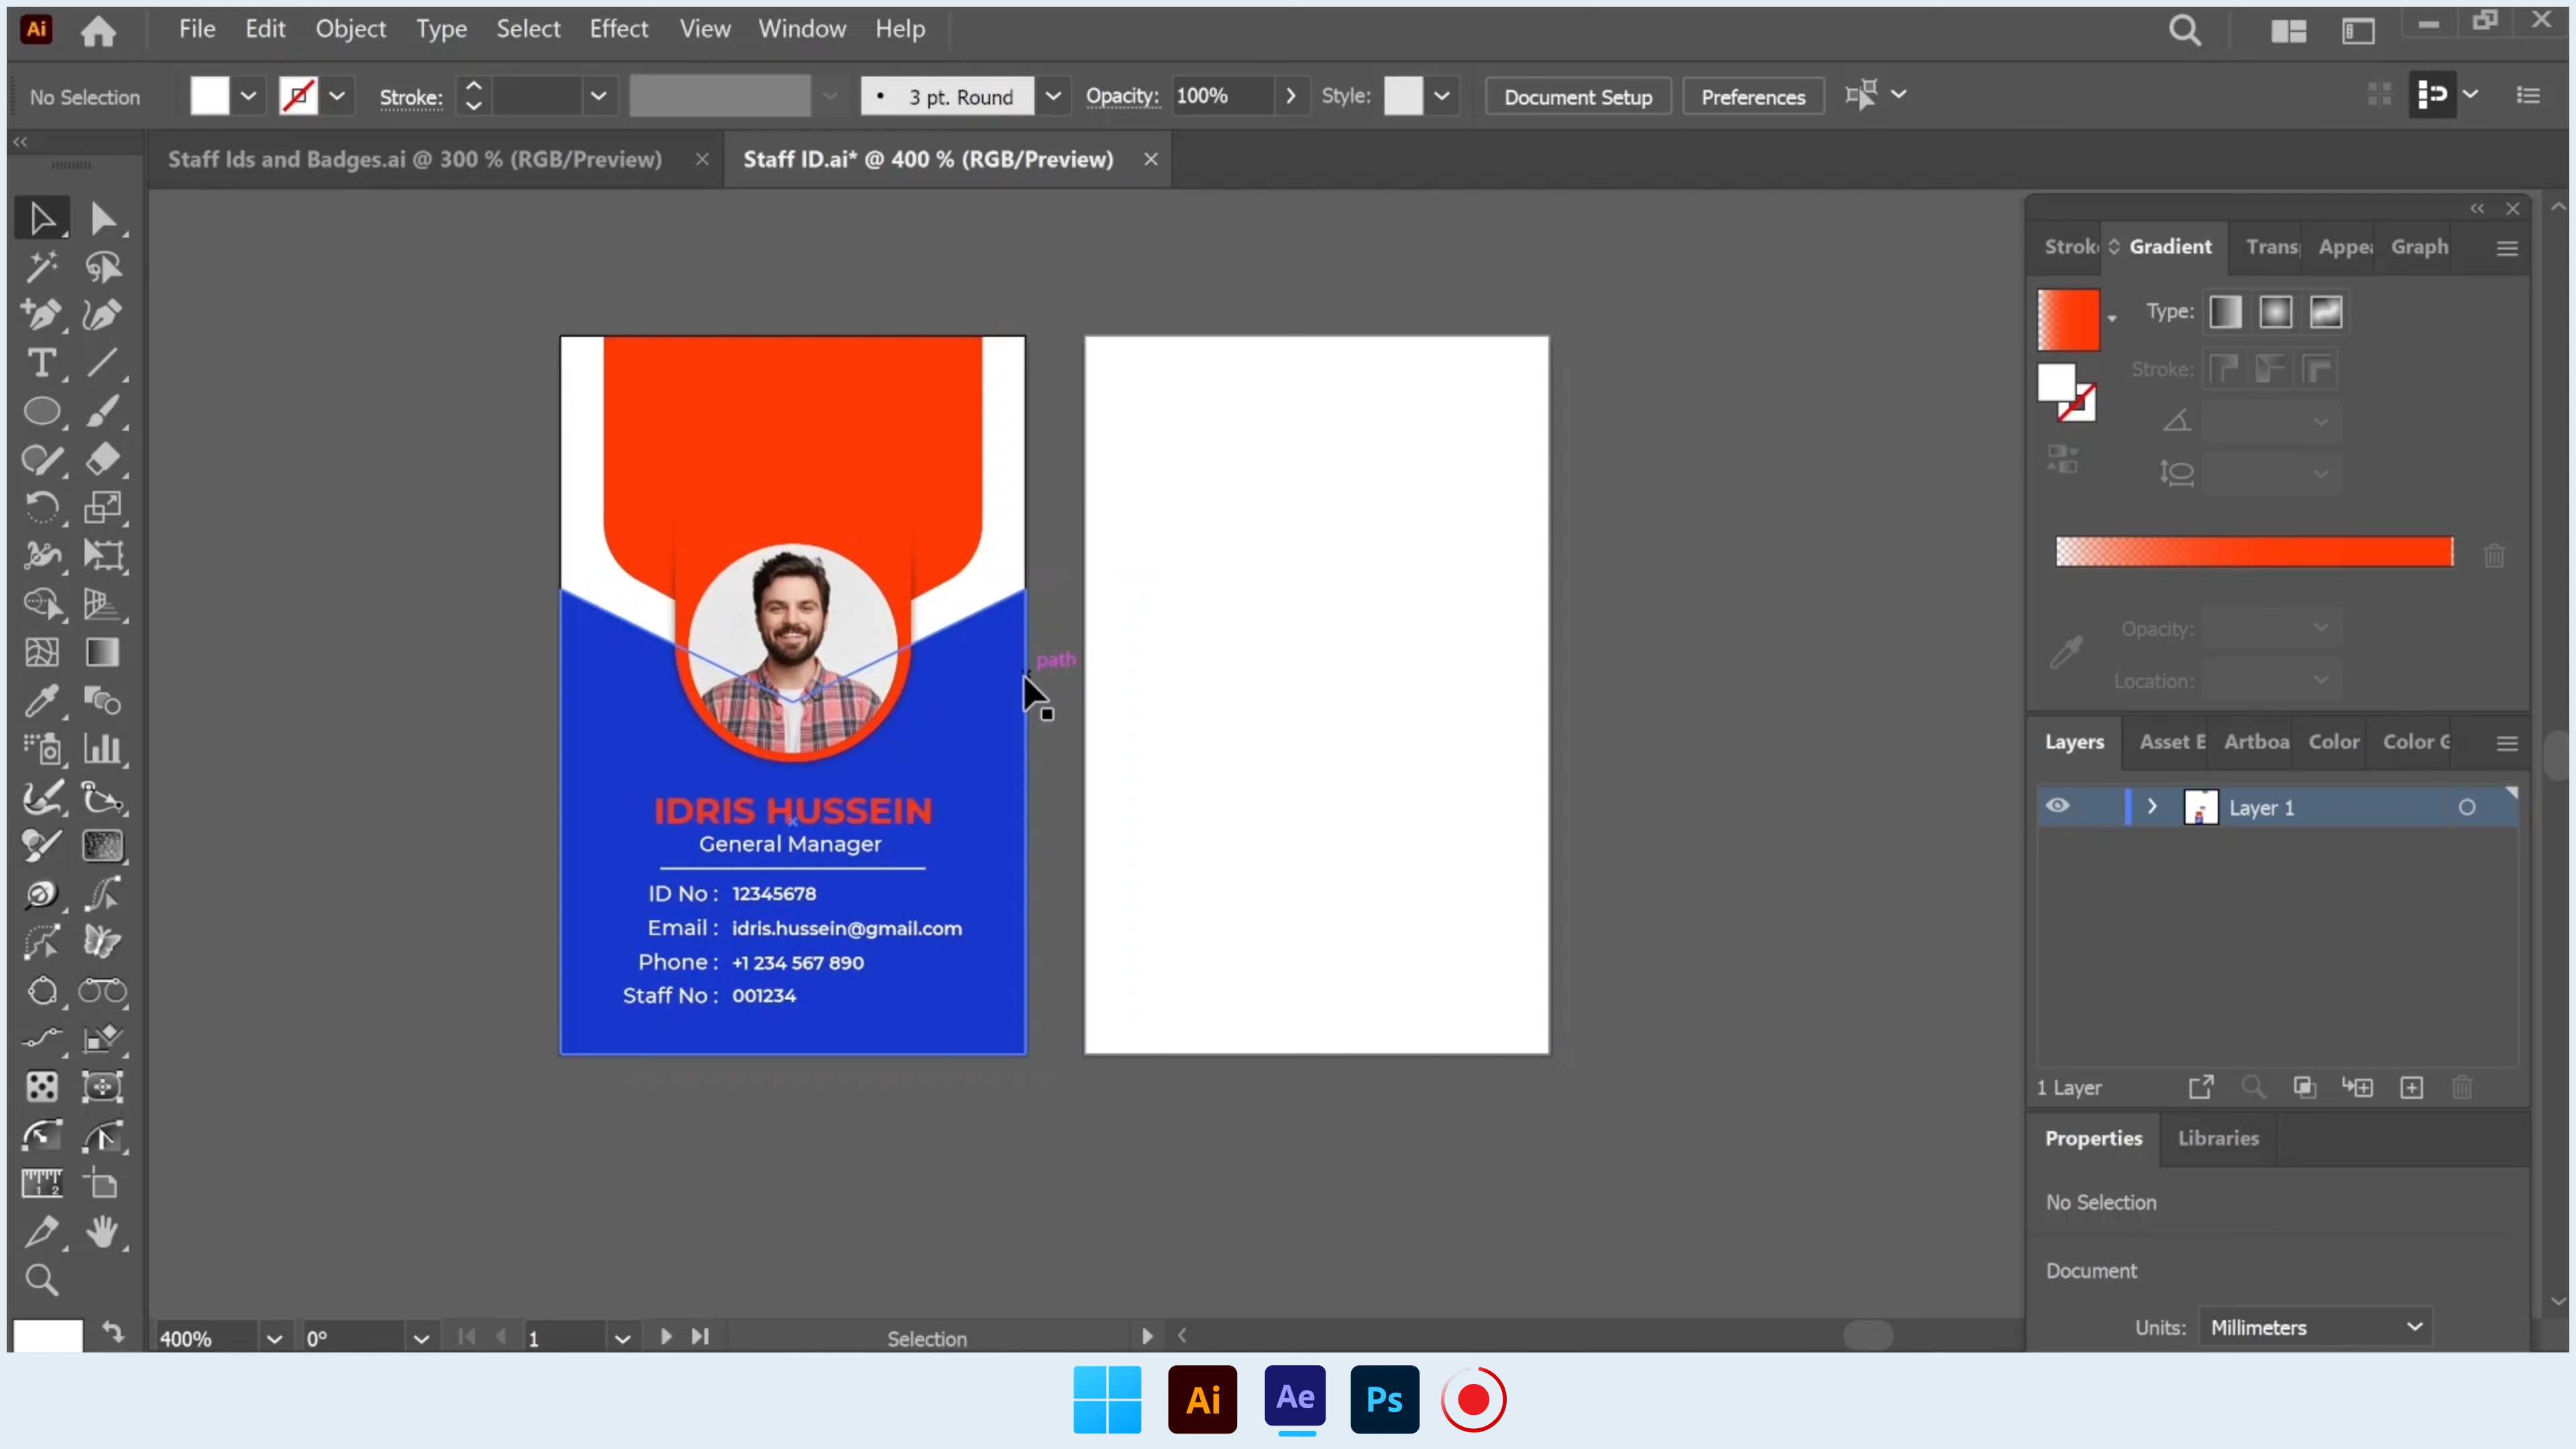 Ai File Edit Object Type Select Effect View Window Help
No Selection Stroke: • 3 pt. Round Opacity: 100% Style: Document Setup Preferences
Staff Ids and Badges.ai @ 300 % (RGB/Preview) Staff ID.ai* @ 400 % (RGB/Preview)
Strok Gradient Trans Appea Graph
Type:
Stroke:
Opacity:
Location:
path
IDRIS HUSSEIN
General Manager
ID No : 12345678
Email : idris.hussein@gmail.com
Phone : +1 234 567 890
Staff No : 001234
Layers Asset E Artboa Color Color G
Layer 1
1 Layer
Properties Libraries
No Selection
Document
Units: Millimeters
400% 0° 1 Selection
Ai Ae Ps